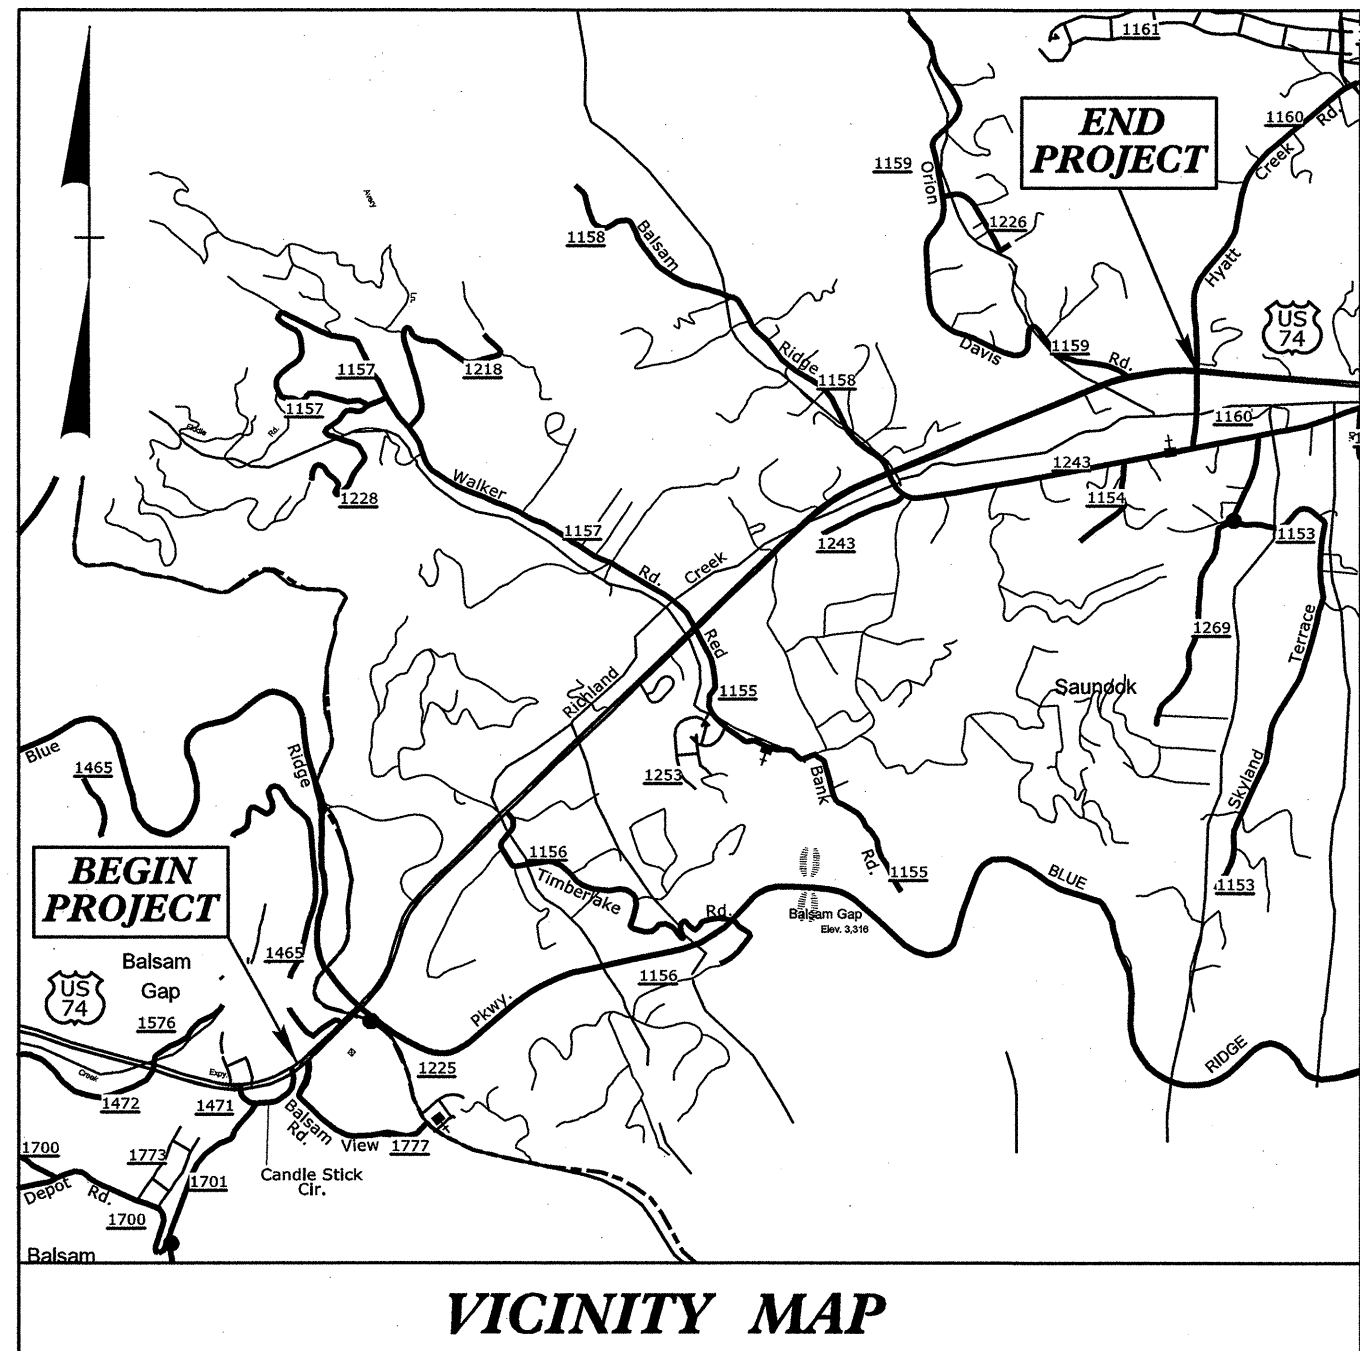 1161
END
PROJECT
1160
Rd.
Creek
Hyatt
1159
Orion
1226
Avery
1158
Balsam
US
74
Davis
1159
Rd.
Ridge
1158
1157
1218
1157
Rd.
1160
1243
1154
1228
Walker
1157
Rd.
Creek
1243
1153
1269
Terrace
Red
Richland
1155
Saunook
Blue
1465
Ridge
1253
Bank
Skyland
BEGIN
PROJECT
1156
Timberlake
Rd.
Rd.
1155
BLUE
1153
Balsam Gap
Elev. 3,316
1465
Balsam
Gap
US
74
1576
1156
Pkwy.
Creek
Expy.
1225
RIDGE
1472
1471
Balsam
Rd.
View
1777
1700
1773
1701
Candle Stick
Cir.
Depot
Rd.
1700
Balsam
VICINITY MAP